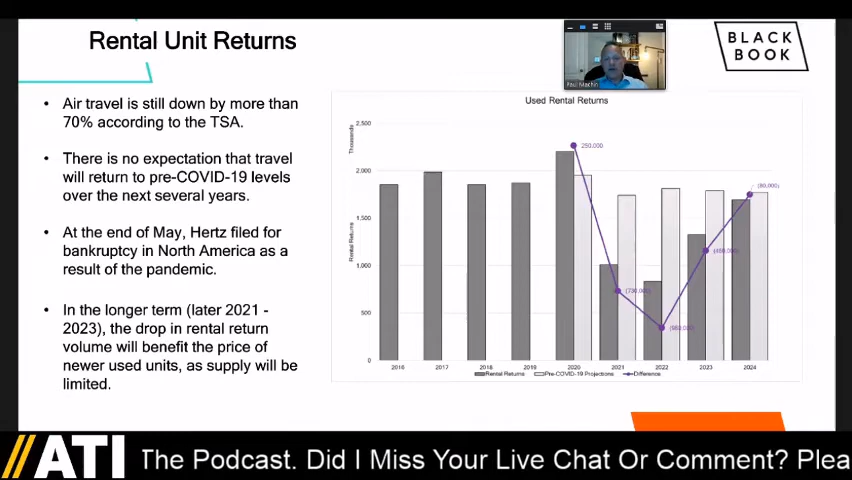 Rental Unit Returns
BLACK
BOOK
Paul Machin
• Air travel is still down by more than
70% according to the TSA.
• There is no expectation that travel
will return to pre-COVID-19 levels
over the next several years.
• At the end of May, Hertz filed for
bankruptcy in North America as a
result of the pandemic.
• In the longer term (later 2021 -
2023), the drop in rental return
volume will benefit the price of
newer used units, as supply will be
limited.
Used Rental Returns
Thousands
Rental Returns
2,500
2,000
1,500
1,000
500
0
250,000
(730,000)
(80,000)
2016 2017 2018 2019 2020 2021 2022 2023 2024
Rental Returns Pre-COVID-19 Projections Difference
//ATI The Podcast. Did I Miss Your Live Chat Or Comment? Plea